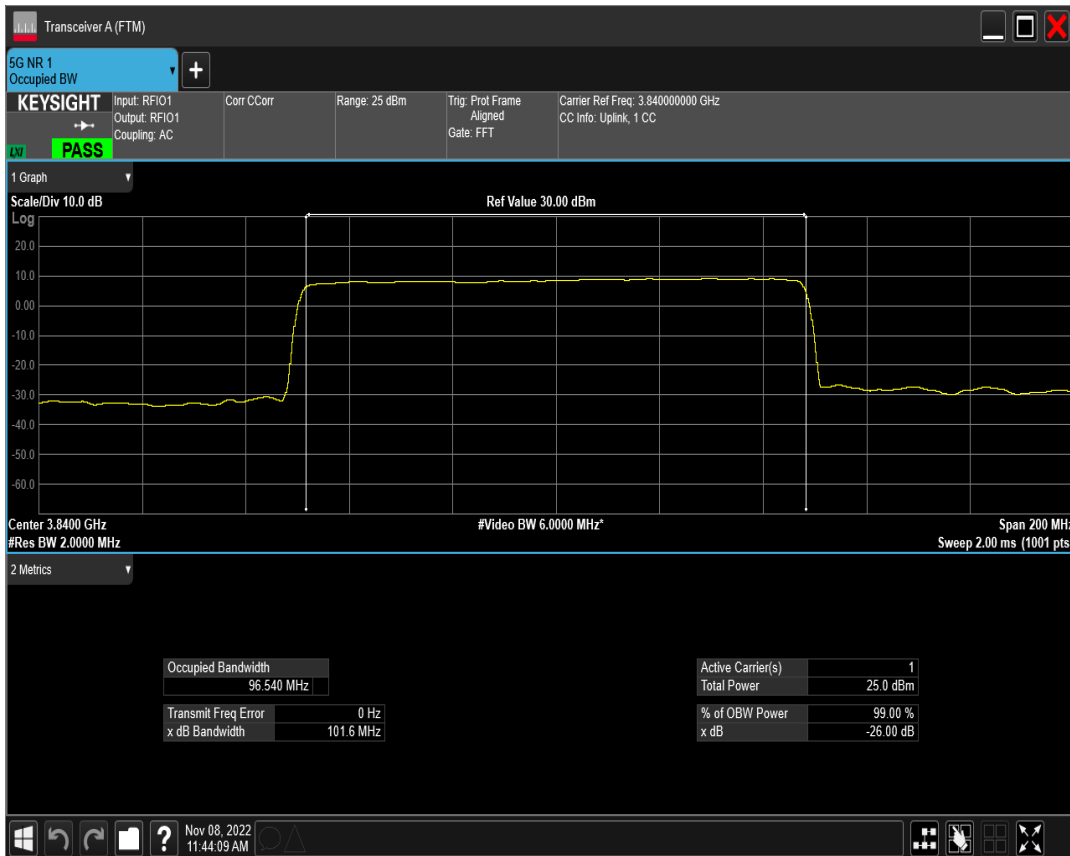 Transceiver A (FTM)
5G NR 1
Occupied BW
+
KEYSIGHT
LXI
PASS
Input: RFIO1
Output: RFIO1
Coupling: AC
Corr CCorr
Range: 25 dBm
Trig: Prot Frame
Aligned
Gate: FFT
Carrier Ref Freq: 3.840000000 GHz
CC Info: Uplink, 1 CC
1 Graph
Scale/Div 10.0 dB
Ref Value 30.00 dBm
Log
20.0
10.0
0.00
-10.0
-20.0
-30.0
-40.0
-50.0
-60.0
Center 3.8400 GHz
#Video BW 6.0000 MHz*
Span 200 MHz
#Res BW 2.0000 MHz
Sweep 2.00 ms (1001 pts
2 Metrics
Occupied Bandwidth
96.540 MHz
Transmit Freq Error 0 Hz
x dB Bandwidth 101.6 MHz
Active Carrier(s) 1
Total Power 25.0 dBm
% of OBW Power 99.00 %
x dB -26.00 dB
?
Nov 08, 2022
11:44:09 AM